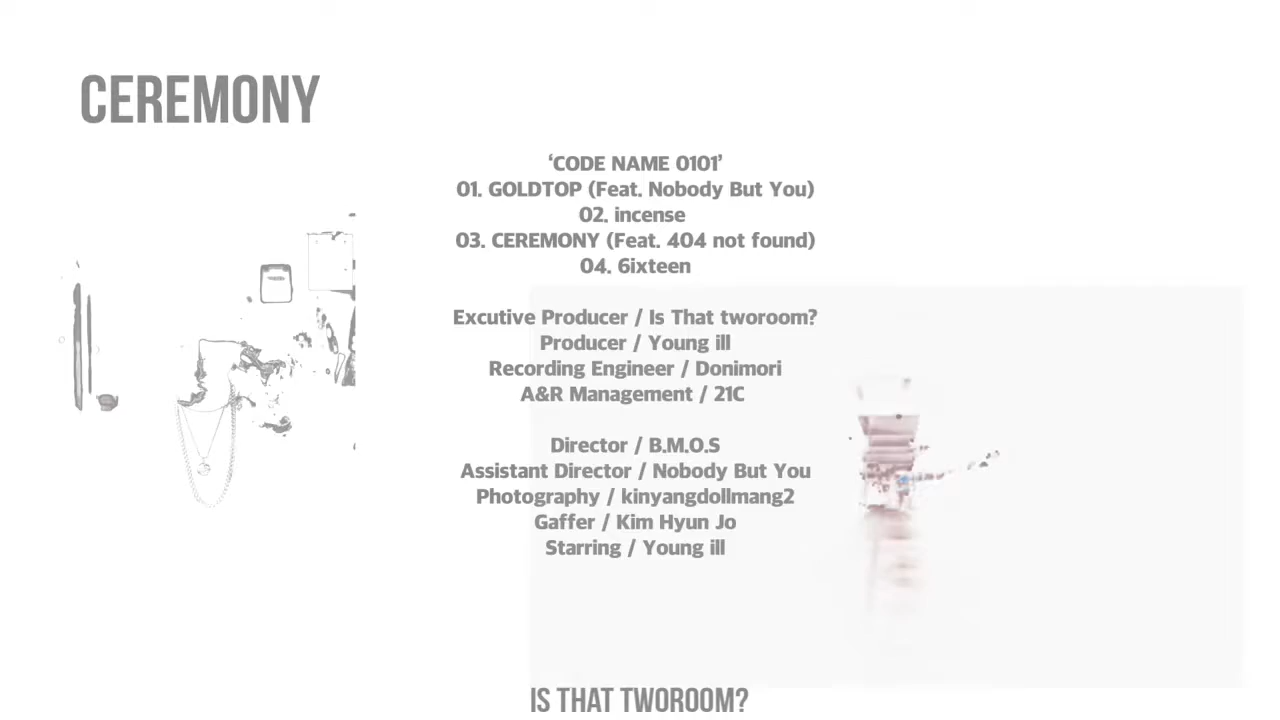 CEREMONY
‘CODE NAME 0101’
01. GOLDTOP (Feat. Nobody But You)
02. incense
03. CEREMONY (Feat. 404 not found)
04. 6ixteen
Excutive Producer / Is That tworoom?
Producer / Young ill
Recording Engineer / Donimori
A&R Management / 21C
Director / B.M.O.S
Assistant Director / Nobody But You
Photography / kinyangdollmang2
Gaffer / Kim Hyun Jo
Starring / Young ill
IS THAT TWOROOM?